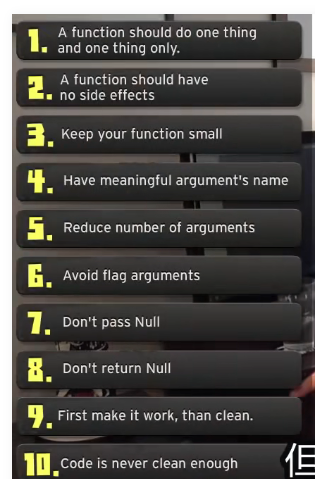 1. A function should do one thing
and one thing only.
2. A function should have
no side effects
3. Keep your function small
4. Have meaningful argument's name
5. Reduce number of arguments
6. Avoid flag arguments
7. Don't pass Null
8. Don't return Null
9. First make it work, than clean.
10. Code is never clean enough
但